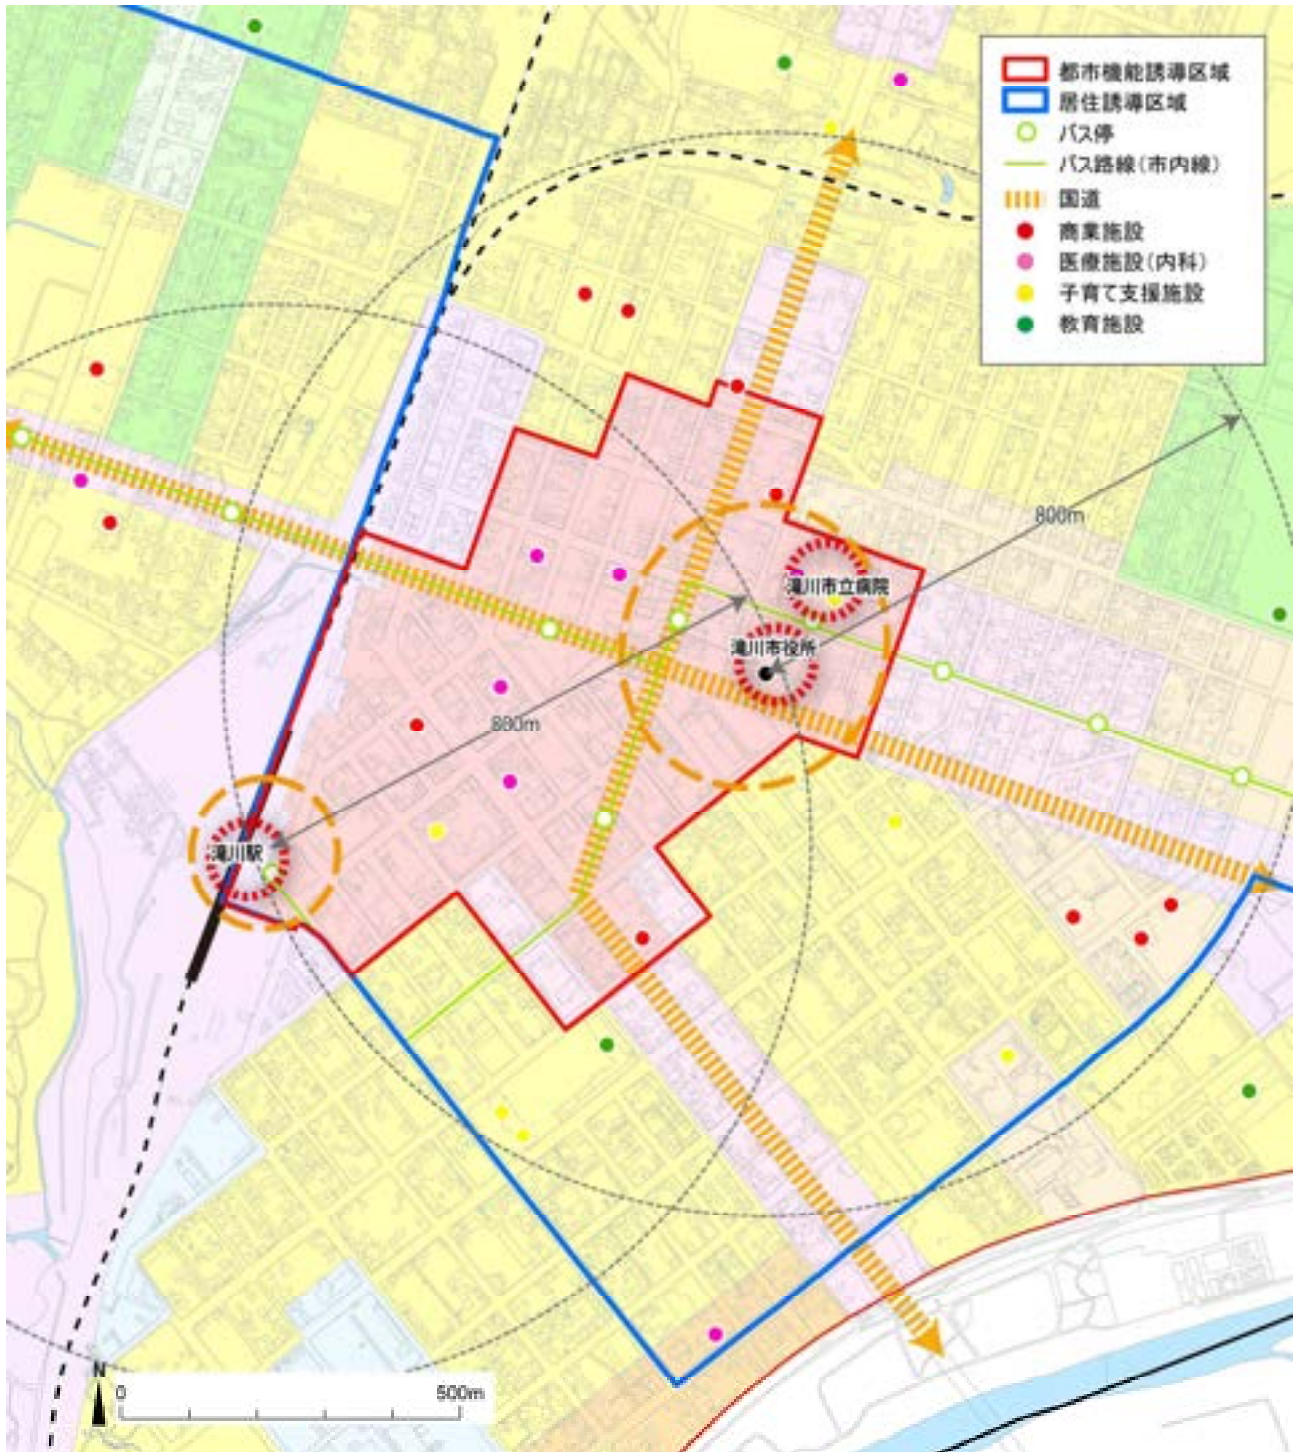 都市機能誘導区域
居住誘導区域
バス停
バス路線(市内線)
国道
商業施設
医療施設(内科)
子育て支援施設
教育施設
800m
滝川市立病院
滝川市役所
800m
滝川駅
N
0
500m